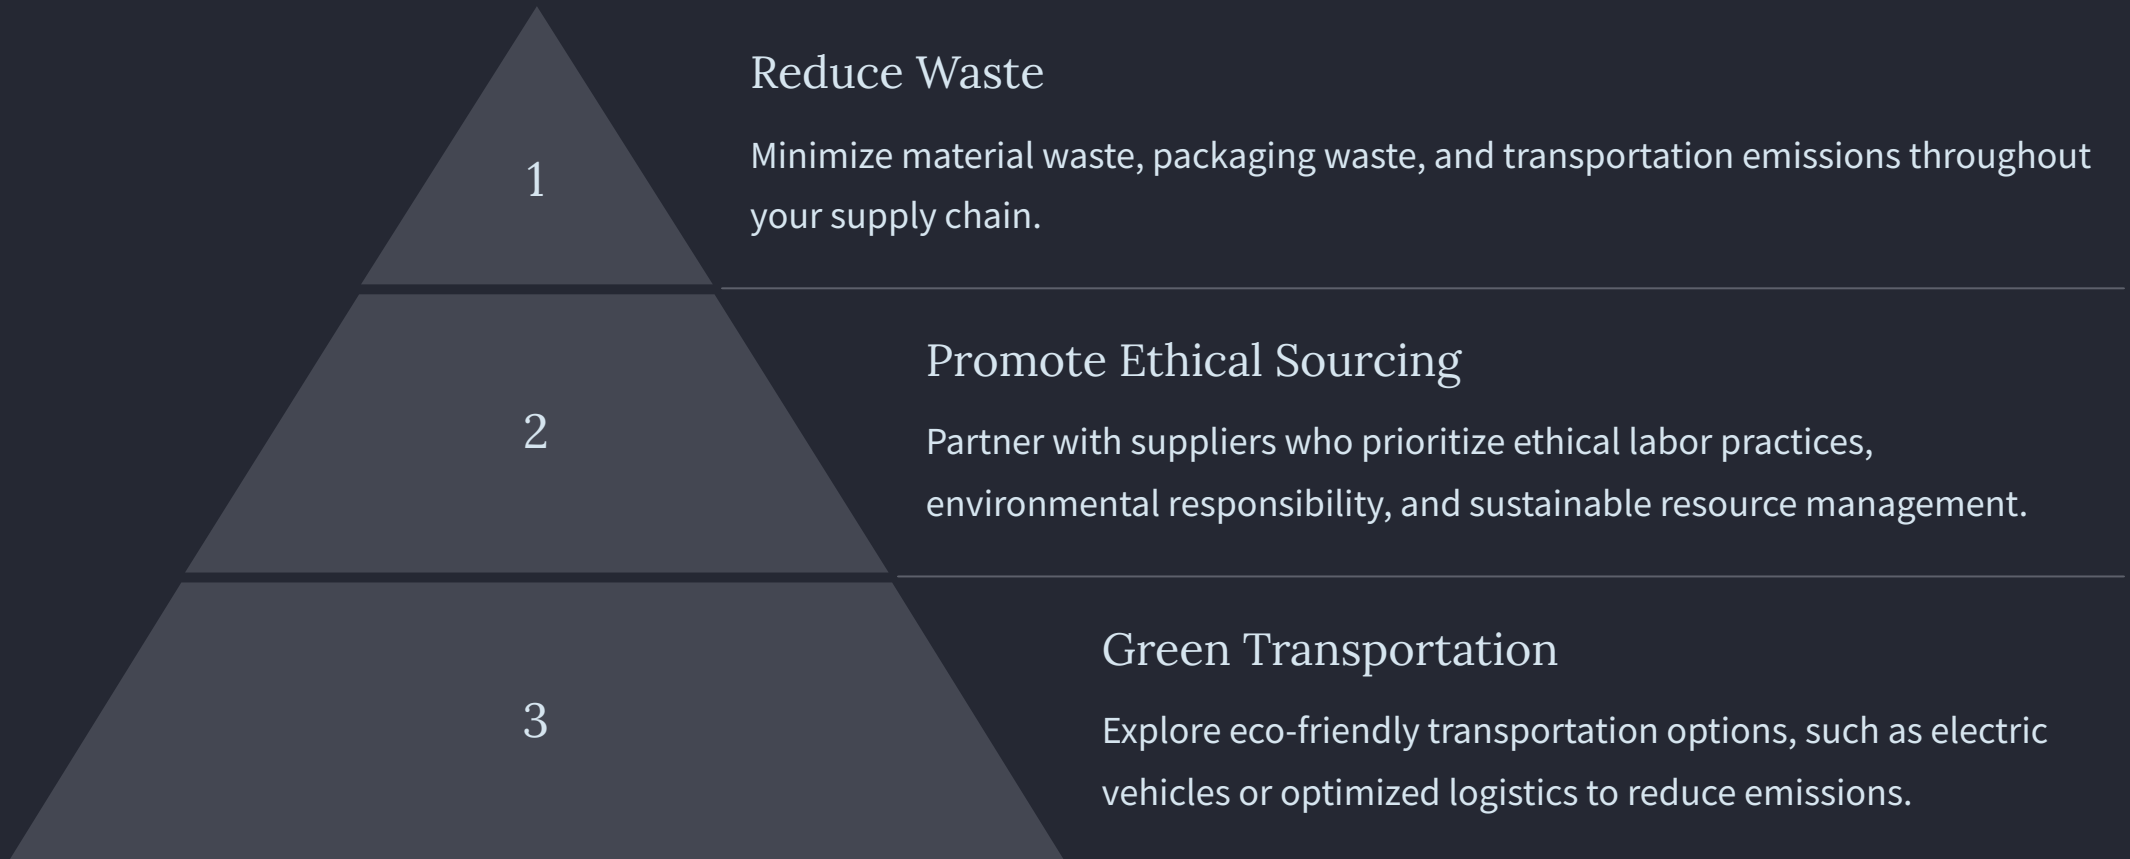 Reduce Waste
Minimize material waste, packaging waste, and transportation emissions throughout
your supply chain.
1
Promote Ethical Sourcing
Partner with suppliers who prioritize ethical labor practices,
environmental responsibility, and sustainable resource management.
2
Green Transportation
Explore eco-friendly transportation options, such as electric
vehicles or optimized logistics to reduce emissions.
3